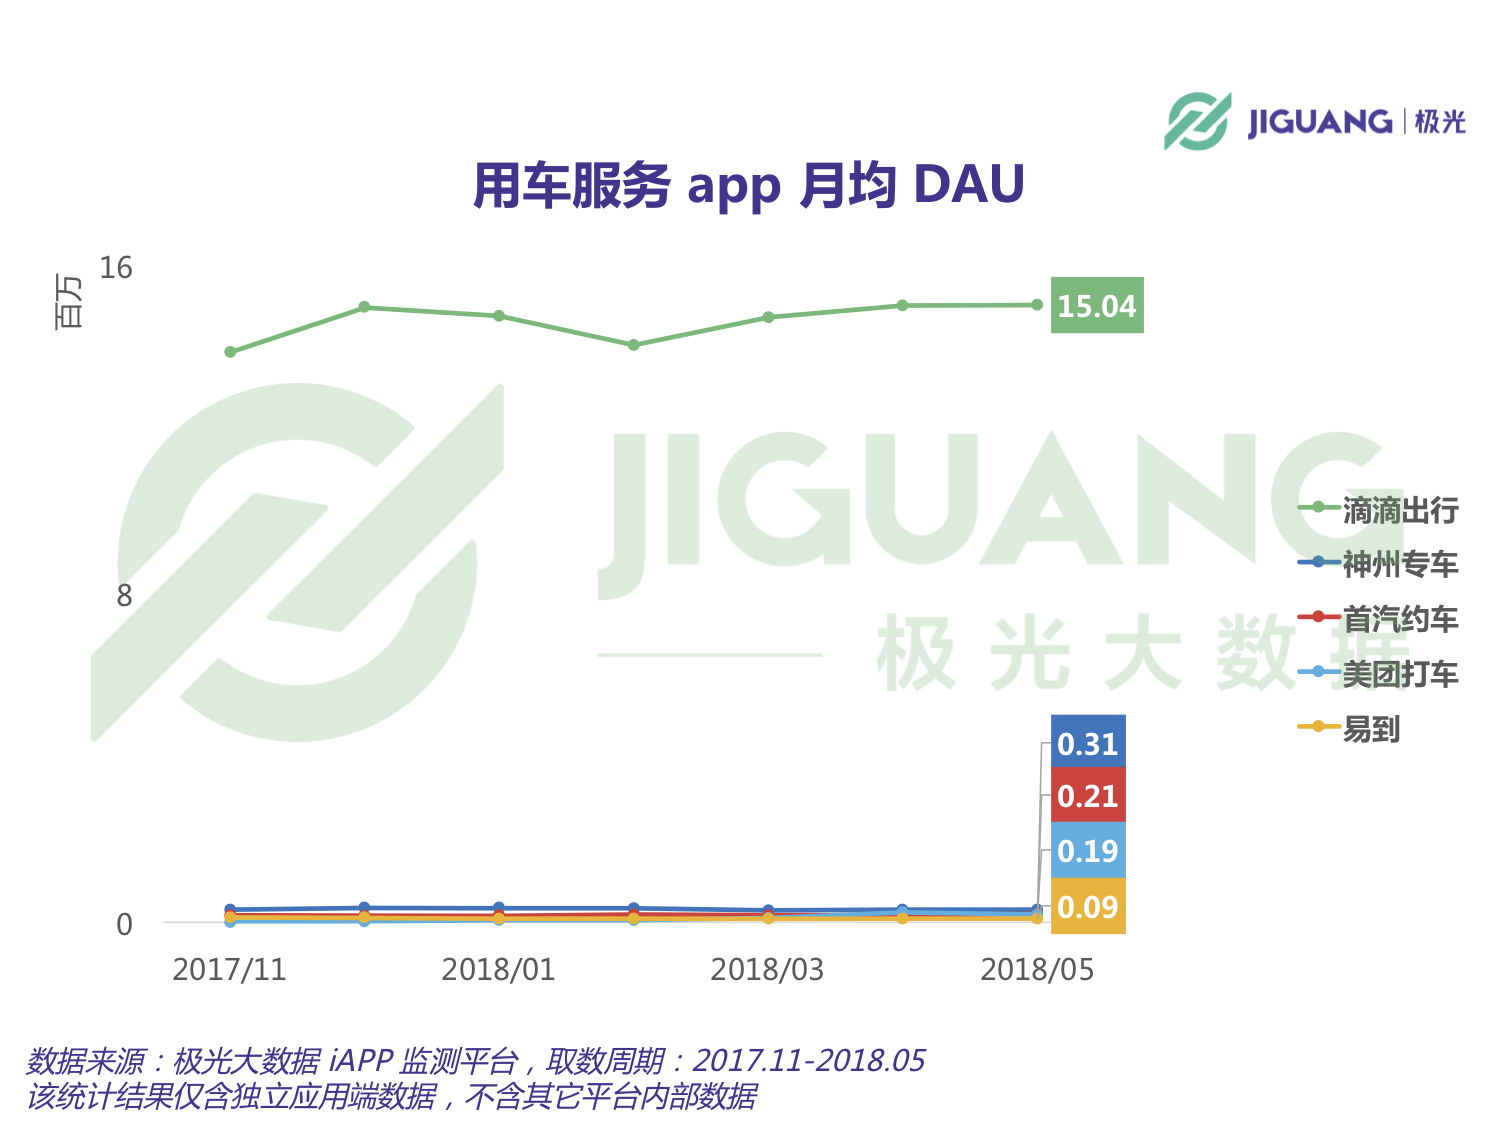 JIGUANG | 极光
用车服务 app 月均 DAU
百万
16
8
0
15.04
JIGUANG
极光大数据
滴滴出行
神州专车
首汽约车
美团打车
易到
0.31
0.21
0.19
0.09
2017/11
2018/01
2018/03
2018/05
数据来源：极光大数据 iAPP 监测平台，取数周期：2017.11-2018.05
该统计结果仅含独立应用端数据，不含其它平台内部数据